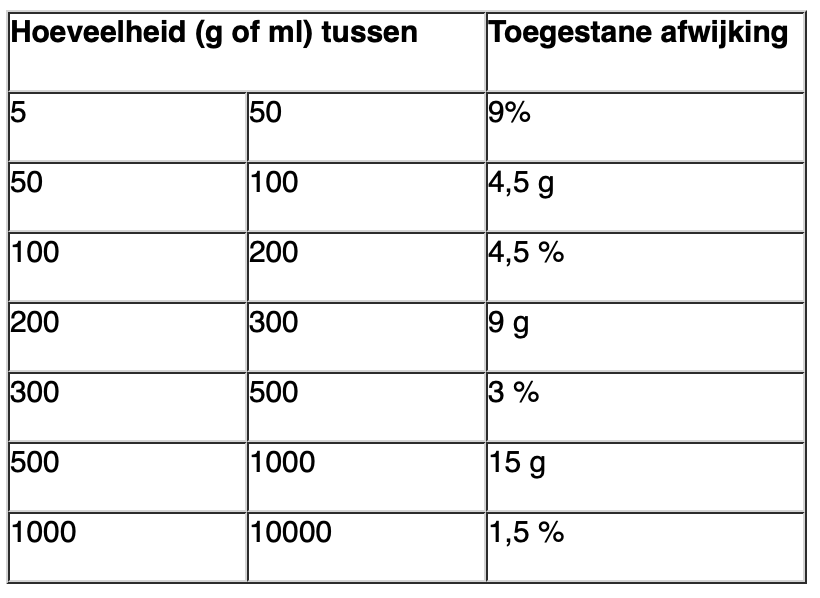 Hoeveelheid (g of ml) tussen Toegestane afwijking
5 50 9%
50 100 4,5 g
100 200 4,5 %
200 300 9 g
300 500 3 %
500 1000 15 g
1000 10000 1,5 %